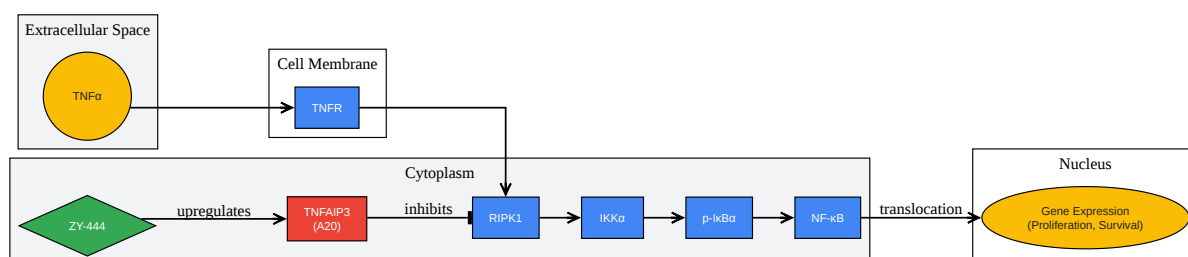 Extracellular Space
TNFα
Cell Membrane
TNFR
Cytoplasm
ZY-444
upregulates
TNFAIP3
(A20)
inhibits
RIPK1
IKKα
p-IκBα
NF-κB
translocation
Nucleus
Gene Expression
(Proliferation, Survival)